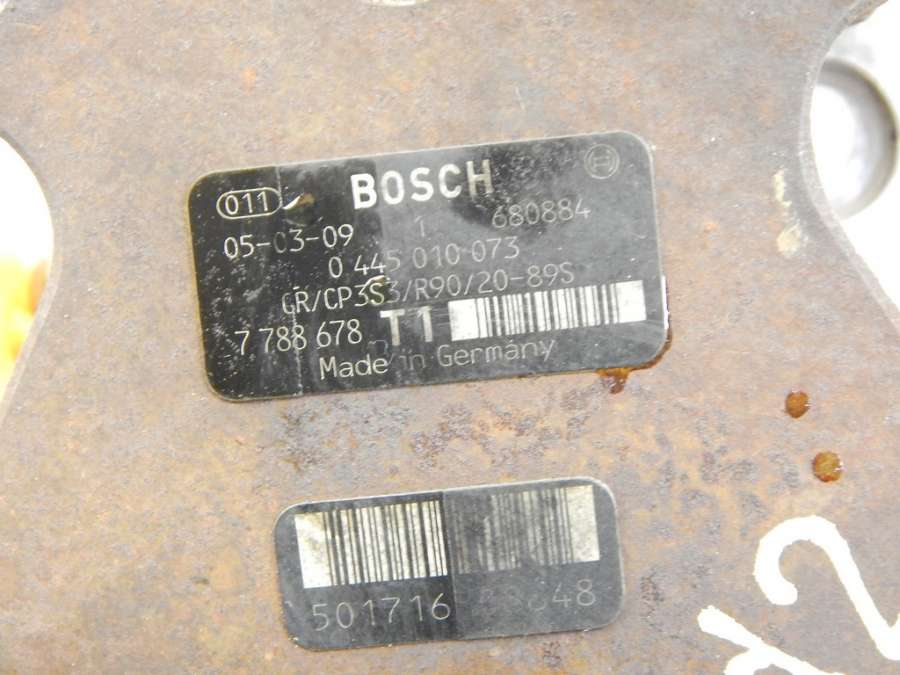 011 BOSCH
05-03-09 1 680884
0 445 010 073
CR/CP3S3/R90/20-89S
7 788 678 T1
Made in Germany
501716